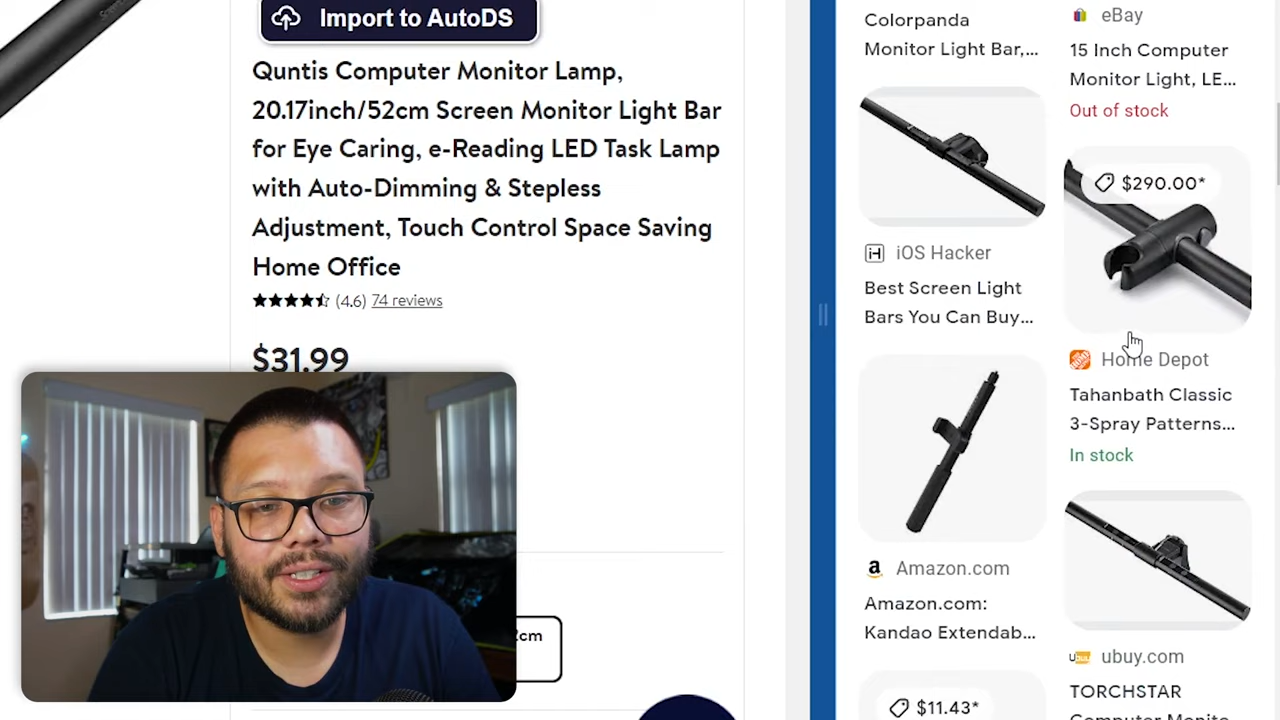 Import to AutoDS
Quntis Computer Monitor Lamp,
20.17inch/52cm Screen Monitor Light Bar
for Eye Caring, e-Reading LED Task Lamp
with Auto-Dimming & Stepless
Adjustment, Touch Control Space Saving
Home Office
(4.6) 74 reviews
$31.99
2cm
Colorpanda
Monitor Light Bar,...
iOS Hacker
Best Screen Light
Bars You Can Buy...
Amazon.com
Amazon.com:
Kandao Extendab...
$11.43*
eBay
15 Inch Computer
Monitor Light, LE...
Out of stock
$290.00*
Home Depot
Tahanbath Classic
3-Spray Patterns...
In stock
ubuy.com
TORCHSTAR
Computer Monito